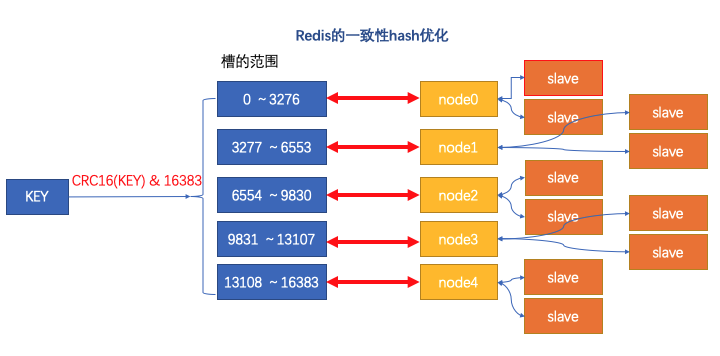 Redis的一致性hash优化
槽的范围
KEY
CRC16(KEY) & 16383
0 ~ 3276
node0
slave
slave
3277 ~ 6553
node1
slave
slave
6554 ~ 9830
node2
slave
slave
9831 ~ 13107
node3
slave
slave
13108 ~ 16383
node4
slave
slave